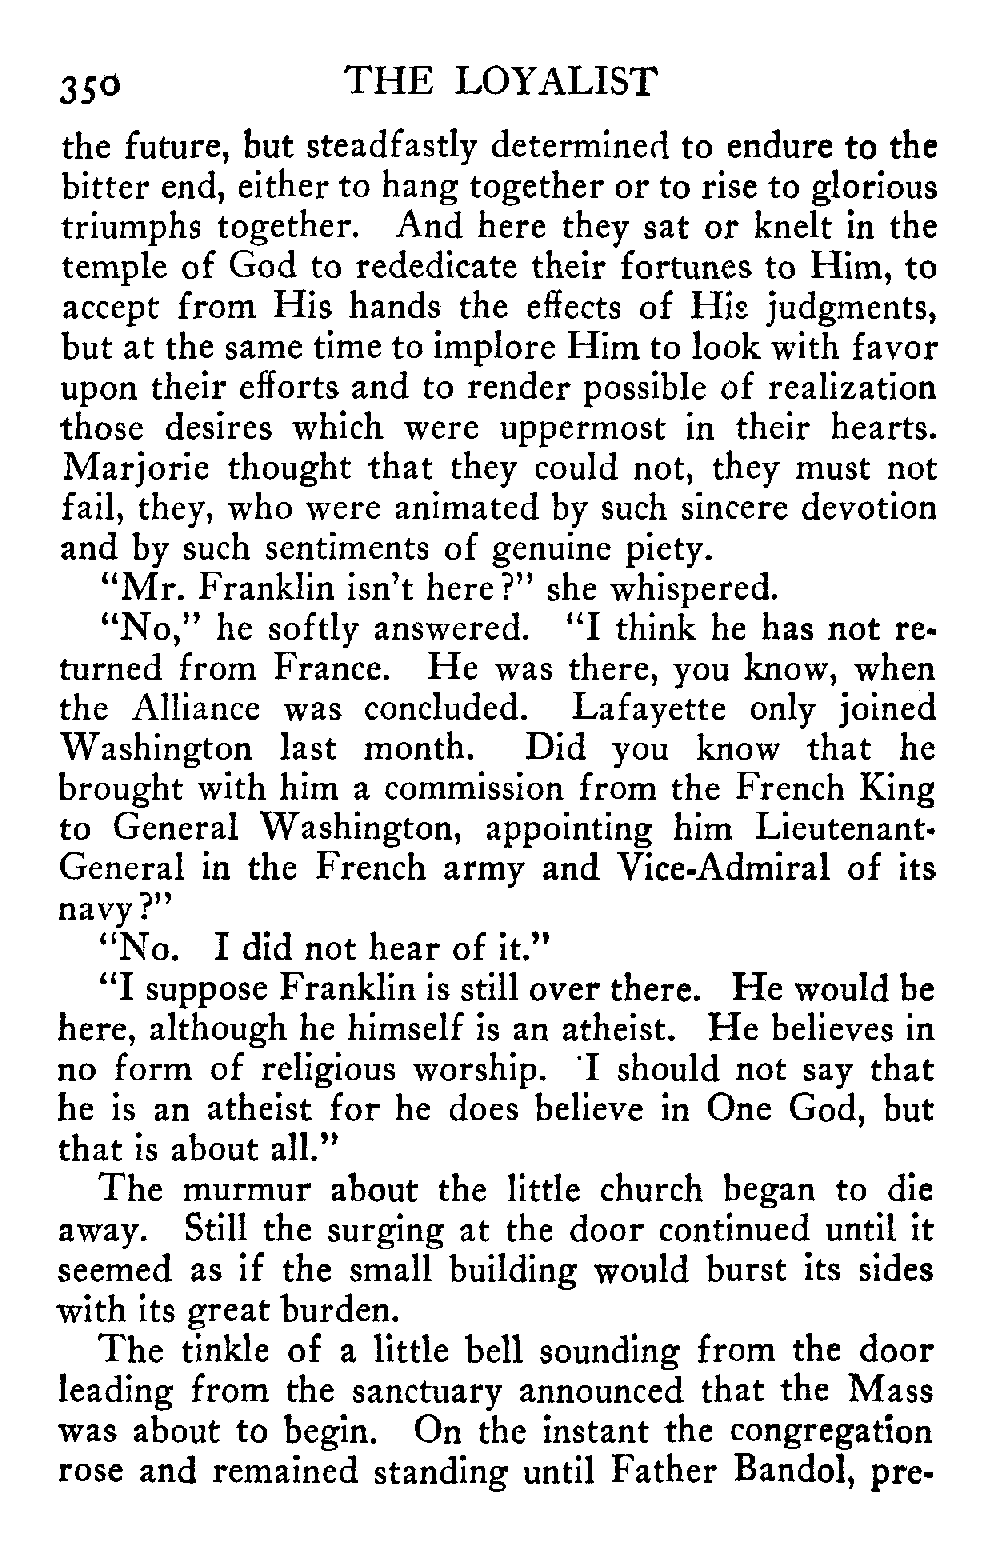 350 THE LOYALIST
the future, but steadfastly determined to endure to the
bitter end, either to hang together or to rise to glorious
triumphs together. And here they sat or knelt in the
temple of God to rededicate their fortunes to Him, to
accept from His hands the effects of His judgments,
but at the same time to implore Him to look with favor
upon their efforts and to render possible of realization
those desires which were uppermost in their hearts.
Marjorie thought that they could not, they must not
fail, they, who were animated by such sincere devotion
and by such sentiments of genuine piety.
"Mr. Franklin isn't here?" she whispered.
"No," he softly answered. "I think he has not re-
turned from France. He was there, you know, when
the Alliance was concluded. Lafayette only joined
Washington last month. Did you know that he
brought with him a commission from the French King
to General Washington, appointing him Lieutenant-
General in the French army and Vice-Admiral of its
navy?"
"No. I did not hear of it."
"I suppose Franklin is still over there. He would be
here, although he himself is an atheist. He believes in
no form of religious worship. I should not say that
he is an atheist for he does believe in One God, but
that is about all."
The murmur about the little church began to die
away. Still the surging at the door continued until it
seemed as if the small building would burst its sides
with its great burden.
The tinkle of a little bell sounding from the door
leading from the sanctuary announced that the Mass
was about to begin. On the instant the congregation
rose and remained standing until Father Bandol, pre-